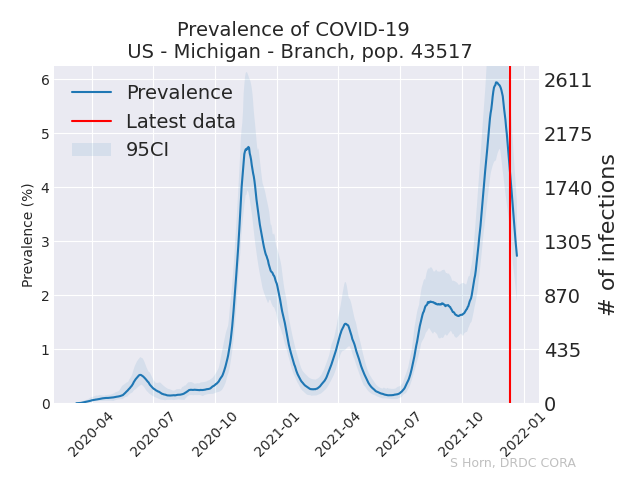 Prevalence of COVID-19
US - Michigan - Branch, pop. 43517
Prevalence
Latest data
95CI
Prevalence (%)
6
5
4
3
2
1
0
2611
2175
1740
1305
870
435
0
# of infections
2020-04
2020-07
2020-10
2021-01
2021-04
2021-07
2021-10
2022-01
S Horn, DRDC CORA